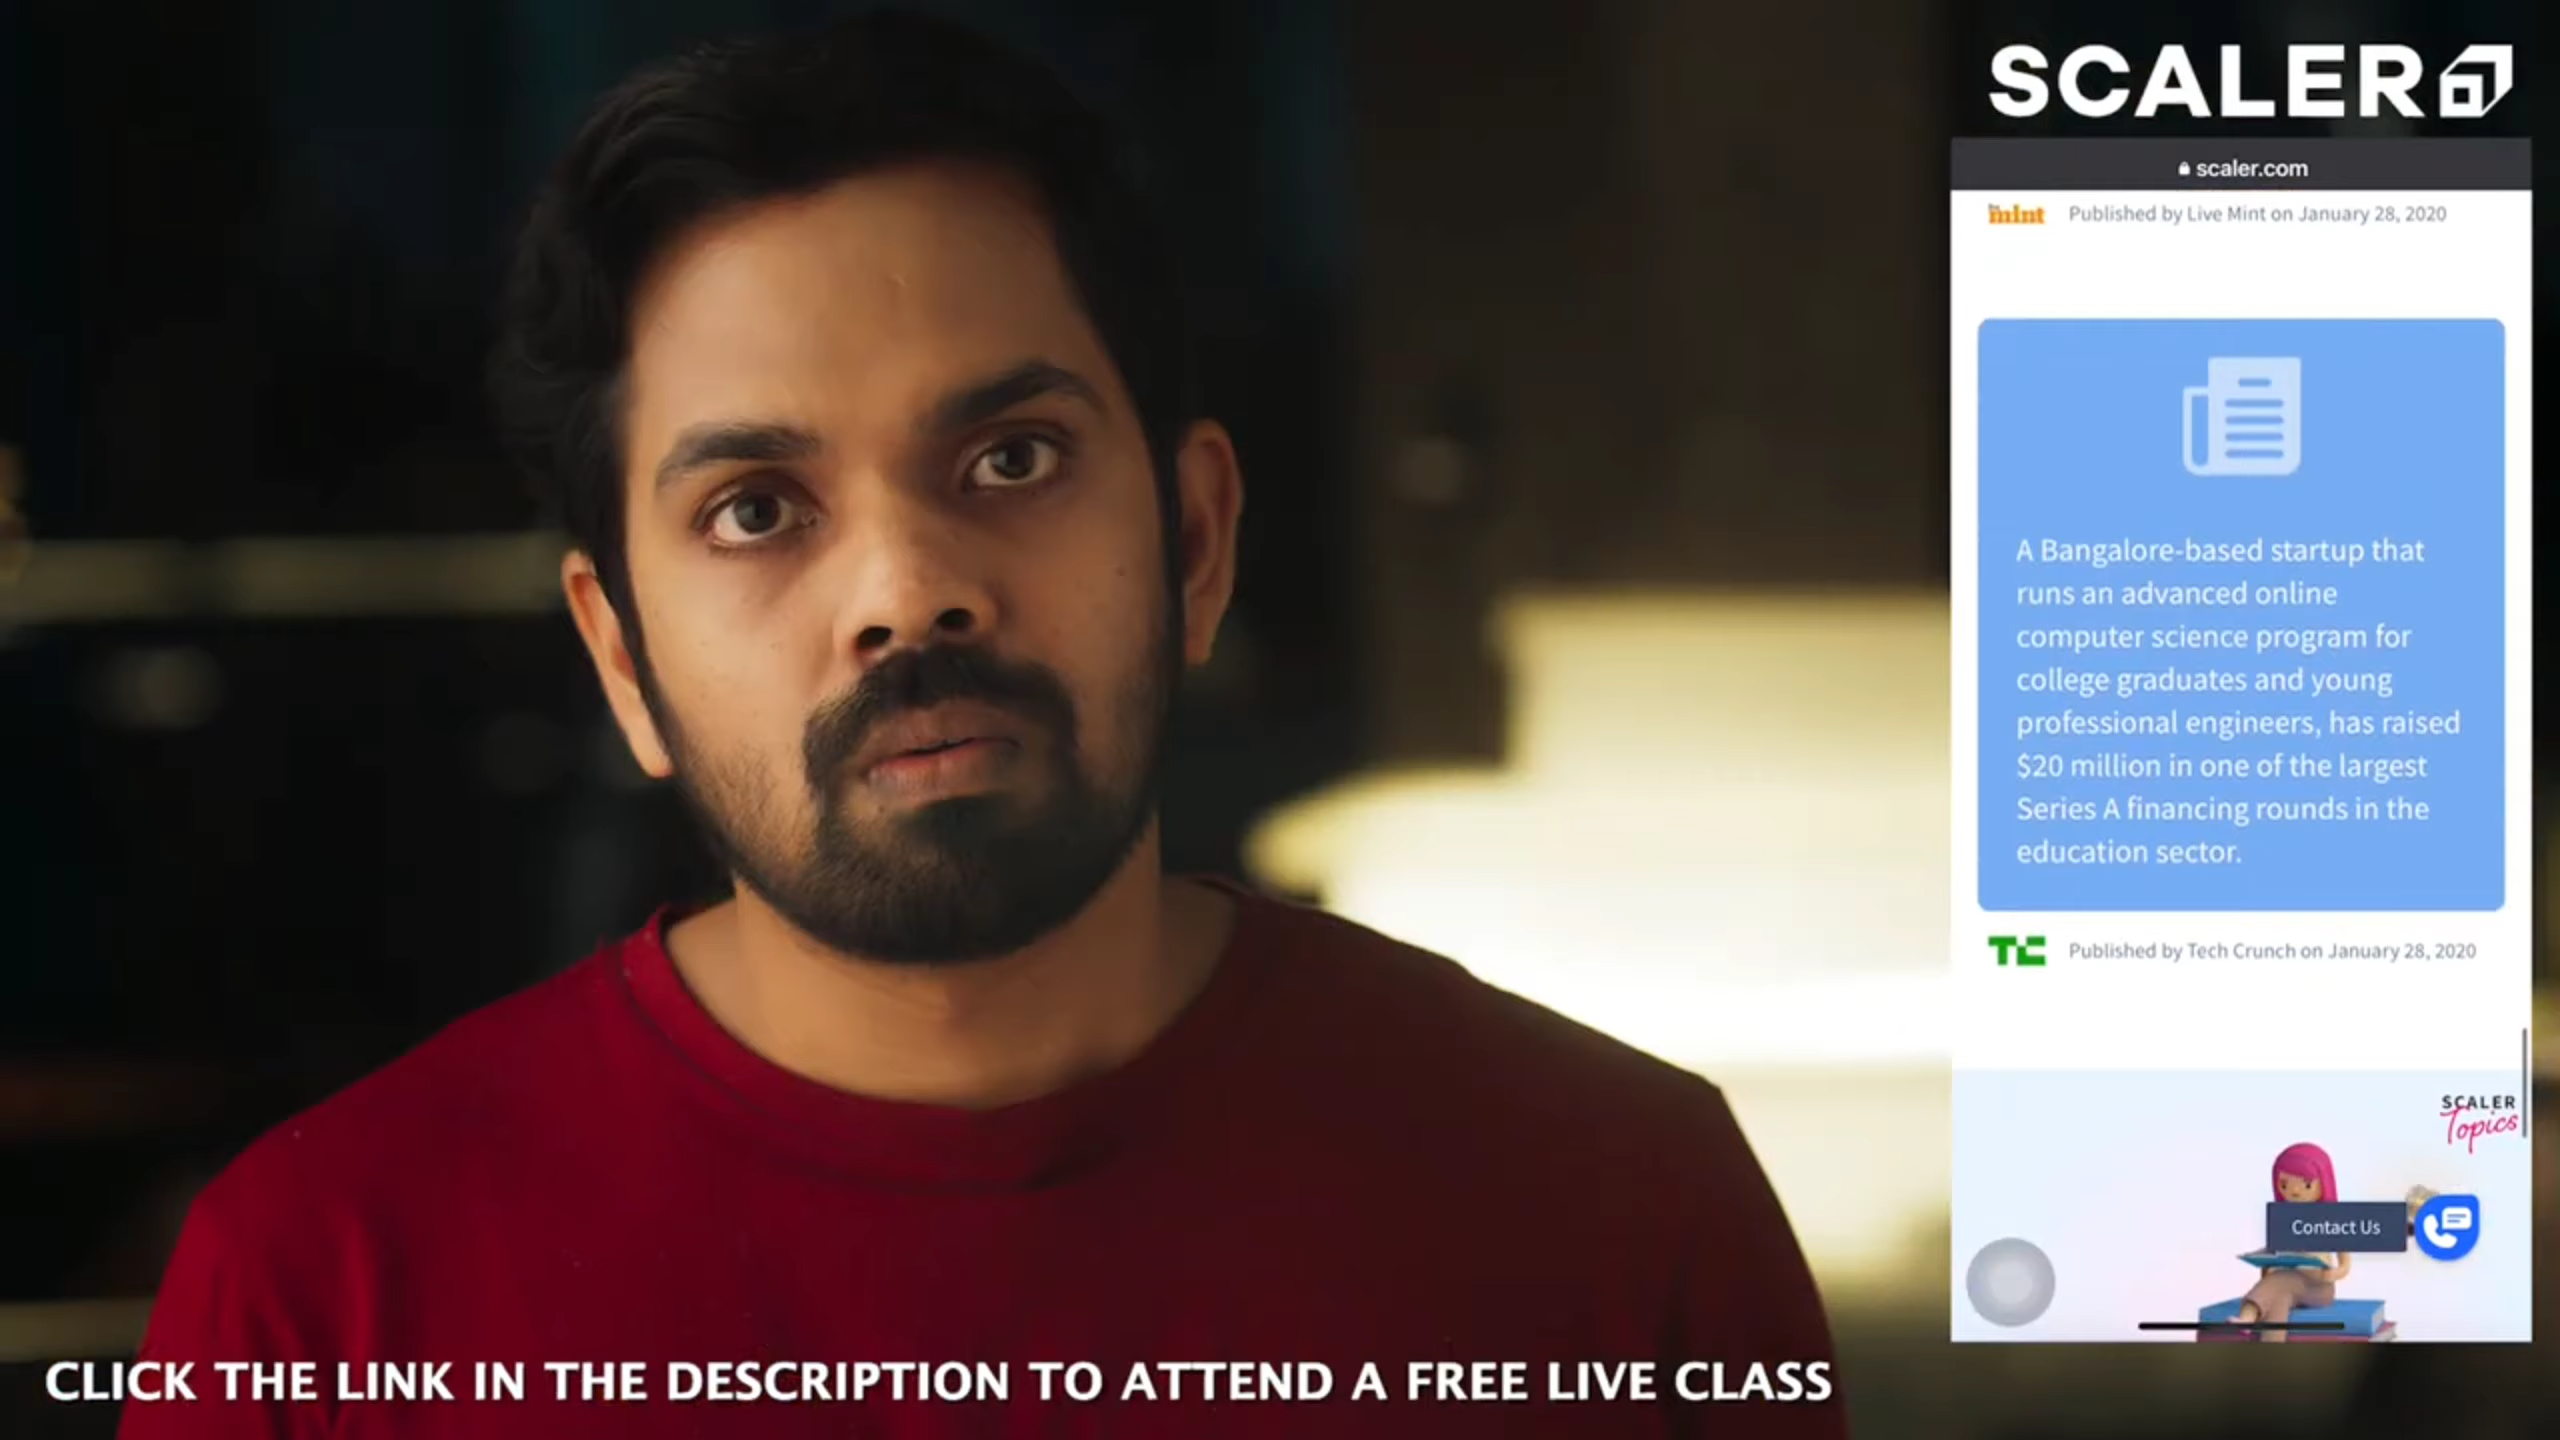 SCALER
scaler.com
mint Published by Live Mint on January 28, 2020
A Bangalore-based startup that
runs an advanced online
computer science program for
college graduates and young
professional engineers, has raised
$20 million in one of the largest
Series A financing rounds in the
education sector.
TC Published by Tech Crunch on January 28, 2020
SCALER
Topics
Contact Us
CLICK THE LINK IN THE DESCRIPTION TO ATTEND A FREE LIVE CLASS